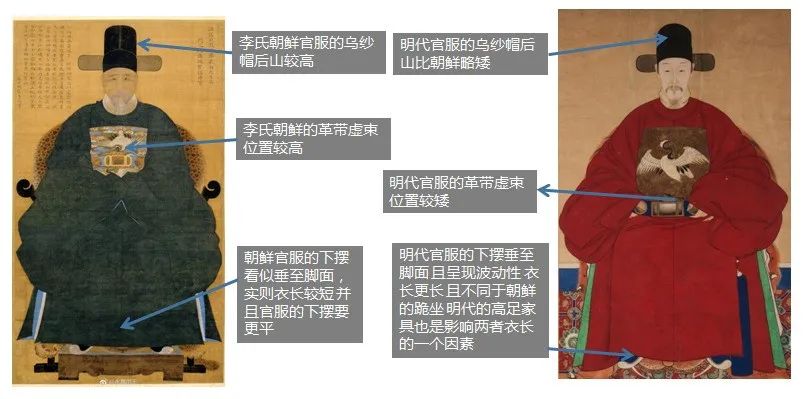 李氏朝鲜官服的乌纱
帽后山较高
明代官服的乌纱帽后
山比朝鲜略矮
李氏朝鲜的革带虚束
位置较高
明代官服的革带虚束
位置较矮
朝鲜官服的下摆
看似垂至脚面，
实则衣长较短并
且官服的下摆要
更平
明代官服的下摆垂至
脚面且呈现波动性 衣
长更长 且不同于朝鲜
的跪坐 明代的高足家
具也是影响两者衣长
的一个因素